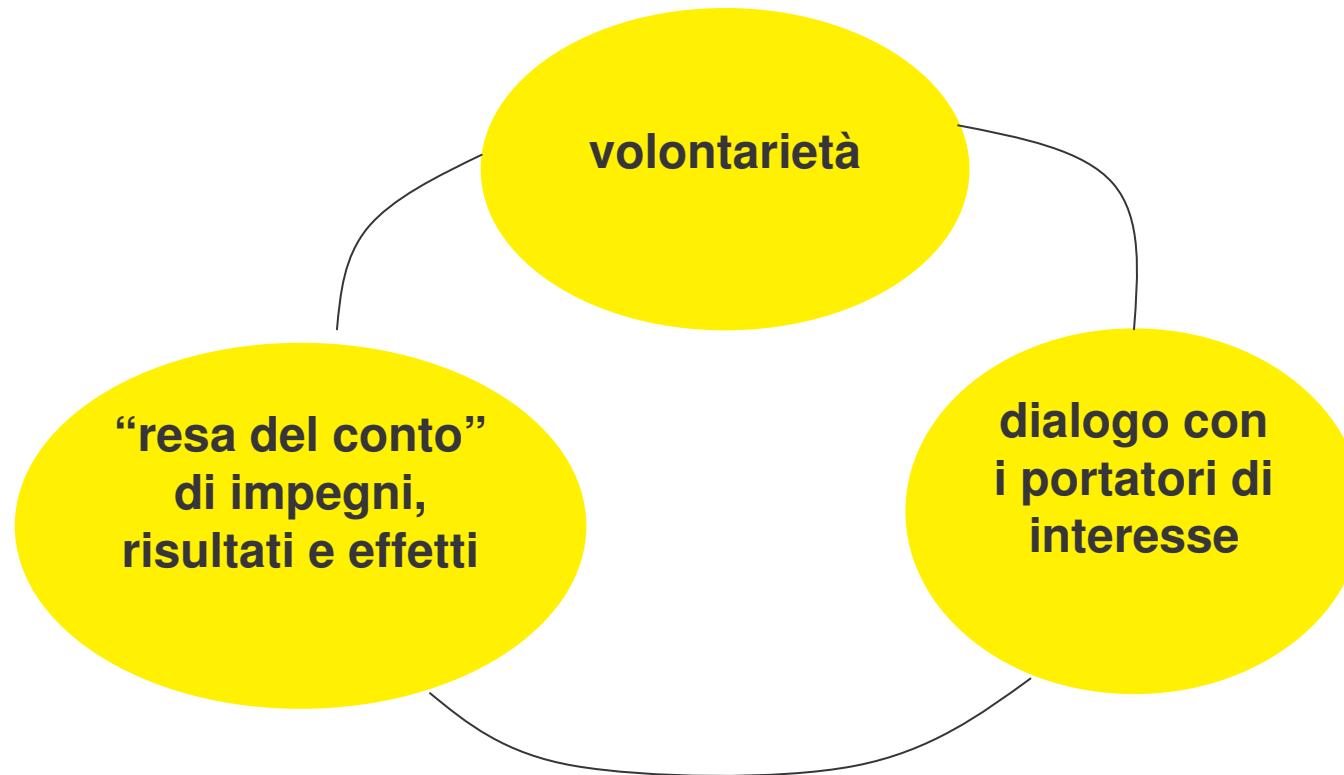 volontarietà
“resa del conto”
di impegni,
risultati e effetti
dialogo con
i portatori di
interesse